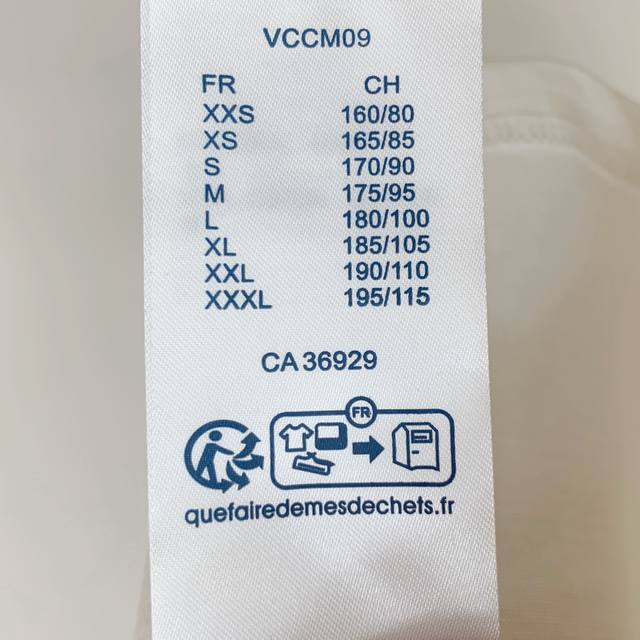 VCCM09
FR CH
XXS 160/80
XS 165/85
S 170/90
M 175/95
L 180/100
XL 185/105
XXL 190/110
XXXL 195/115
CA 36929
FR
quefairedemesdechets.fr